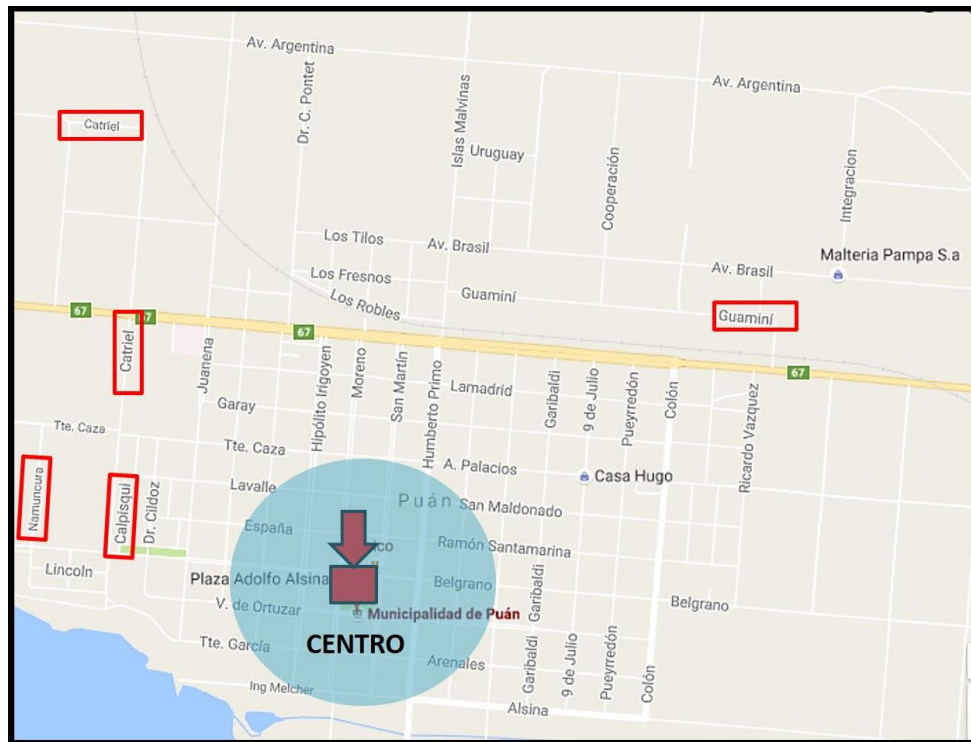 Av. Argentina
Av. Argentina
Dr. C. Pontet
Islas Malvinas
Catriel
Uruguay
Cooperación
Integracion
Los Tilos
Av. Brasil
Malteria Pampa S.a
Av. Brasil
Los Fresnos
Guaminí
Los Robles
Guaminí
67
67
67
67
Catriel
Juanena
Hipólito Irigoyen
Moreno
San Martín
Humberto Primo
Lamadrid
Garibaldi
9 de Julio
Pueyrredón
Colón
Ricardo Vazquez
Garay
Tte. Caza
Tte. Caza
A. Palacios
Casa Hugo
Namuncura
Calpisqui
Dr. Cildoz
Lavalle
Puán
San Maldonado
España
ico
Ramón Santamarina
Lincoln
Plaza Adolfo Alsina
Belgrano
Garibaldi
Belgrano
V. de Ortuzar
Municipalidad de Puán
CENTRO
Tte. García
Arenales
Garibaldi
9 de Julio
Pueyrredón
Colón
Ing Melcher
Alsina